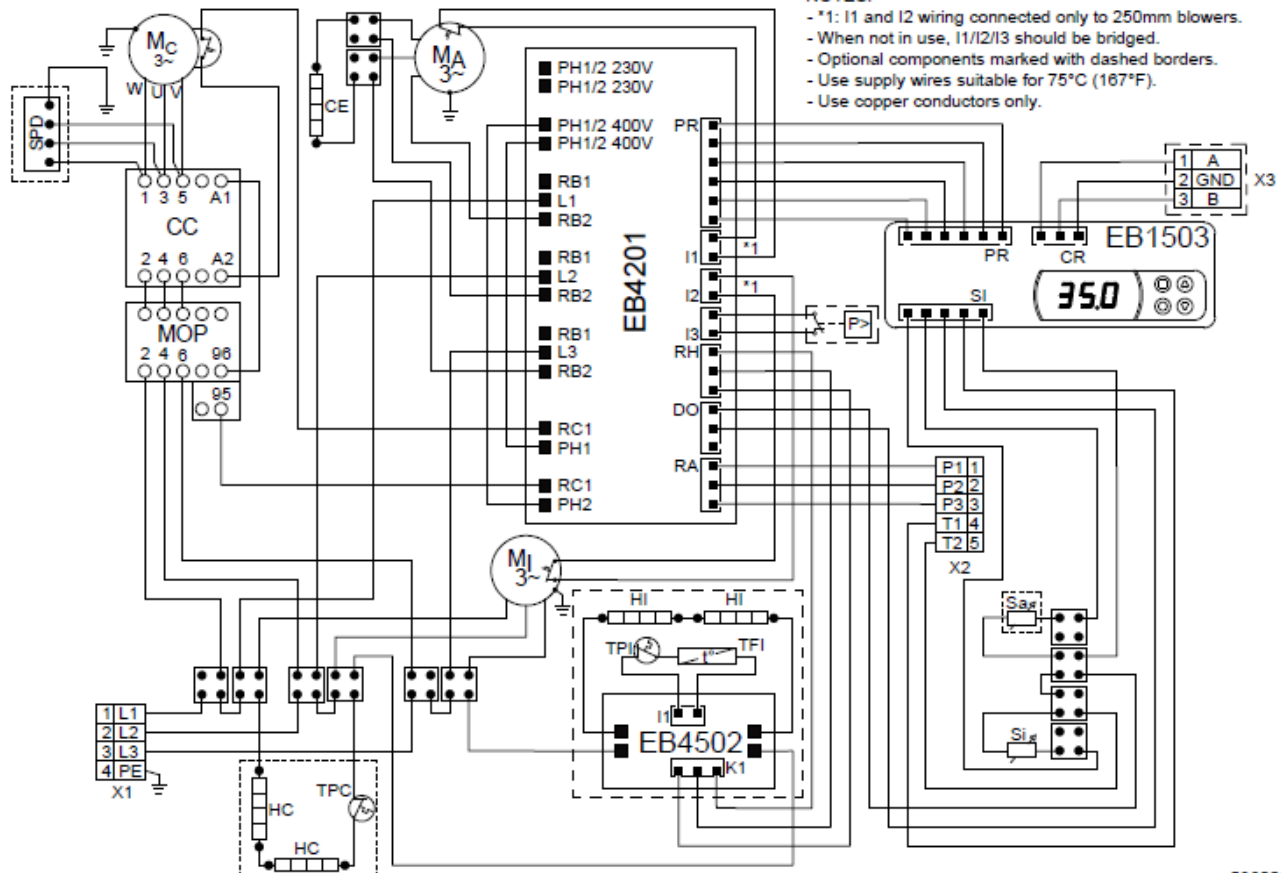 - *1: I1 and I2 wiring connected only to 250mm blowers.
- When not in use, I1/I2/I3 should be bridged.
- Optional components marked with dashed borders.
- Use supply wires suitable for 75°C (167°F).
- Use copper conductors only.
MC
3~
W U V
SPD
1 3 5 A1
CC
2 4 6 A2
MOP
2 4 6 96
95
CE
MA
3~
PH1/2 230V
PH1/2 230V
PH1/2 400V
PH1/2 400V
RB1
L1
RB2
RB1
L2
RB2
RB1
L3
RB2
RC1
PH1
RC1
PH2
EB4201
PR
I1
I2
I3
RH
DO
RA
*1
*1
P>
1 A
2 GND
3 B
X3
EB1503
PR
CR
SI
35.0
P1 1
P2 2
P3 3
T1 4
T2 5
X2
Sa
Si
MI
3~
HI
HI
TPI
t°
TFI
I1
EB4502
K1
1 L1
2 L2
3 L3
4 PE
X1
HC
TPC
HC